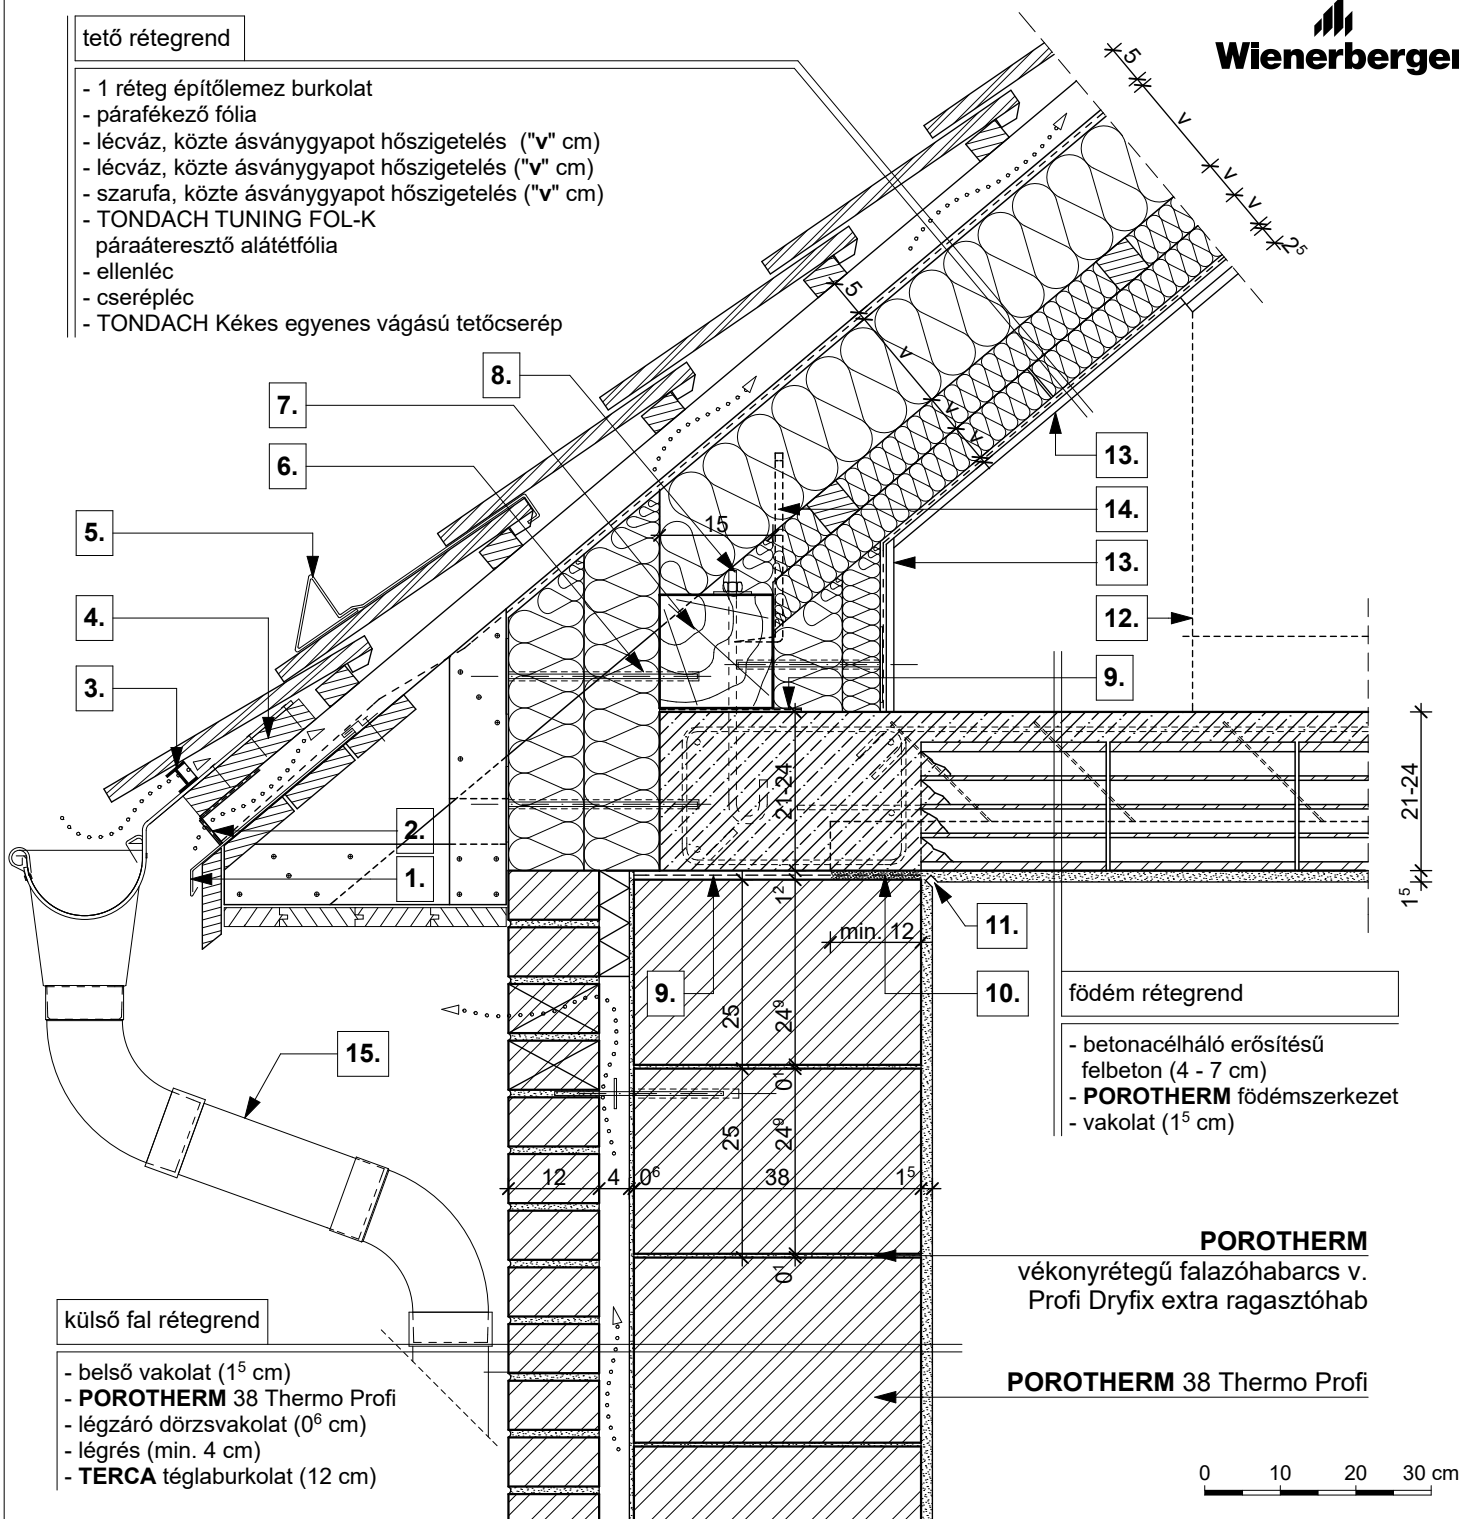 Wienerberger
tető rétegrend
- 1 réteg építőlemez burkolat
- párafékező fólia
- lécváz, közte ásványgyapot hőszigetelés ("v" cm)
- lécváz, közte ásványgyapot hőszigetelés ("v" cm)
- szarufa, közte ásványgyapot hőszigetelés ("v" cm)
- TONDACH TUNING FOL-K
páraáteresztő alátétfólia
- ellenléc
- cserépléc
- TONDACH Kékes egyenes vágású tetőcserép
5
v
v
v
2⁵
5
v
v
v
8.
7.
6.
5.
4.
3.
2.
1.
13.
14.
13.
12.
9.
15
21-24
21-24
1⁵
1²
min. 12
11.
10.
9.
25
24⁹
0¹
25
24⁹
0¹
12
4
0⁶
38
1⁵
15.
födém rétegrend
- betonacélháló erősítésű
felbeton (4 - 7 cm)
- POROTHERM födémszerkezet
- vakolat (1⁵ cm)
POROTHERM
vékonyrétegű falazóhabarcs v.
Profi Dryfix extra ragasztóhab
POROTHERM 38 Thermo Profi
külső fal rétegrend
- belső vakolat (1⁵ cm)
- POROTHERM 38 Thermo Profi
- légzáró dörzsvakolat (0⁶ cm)
- légrés (min. 4 cm)
- TERCA téglaburkolat (12 cm)
0 10 20 30 cm